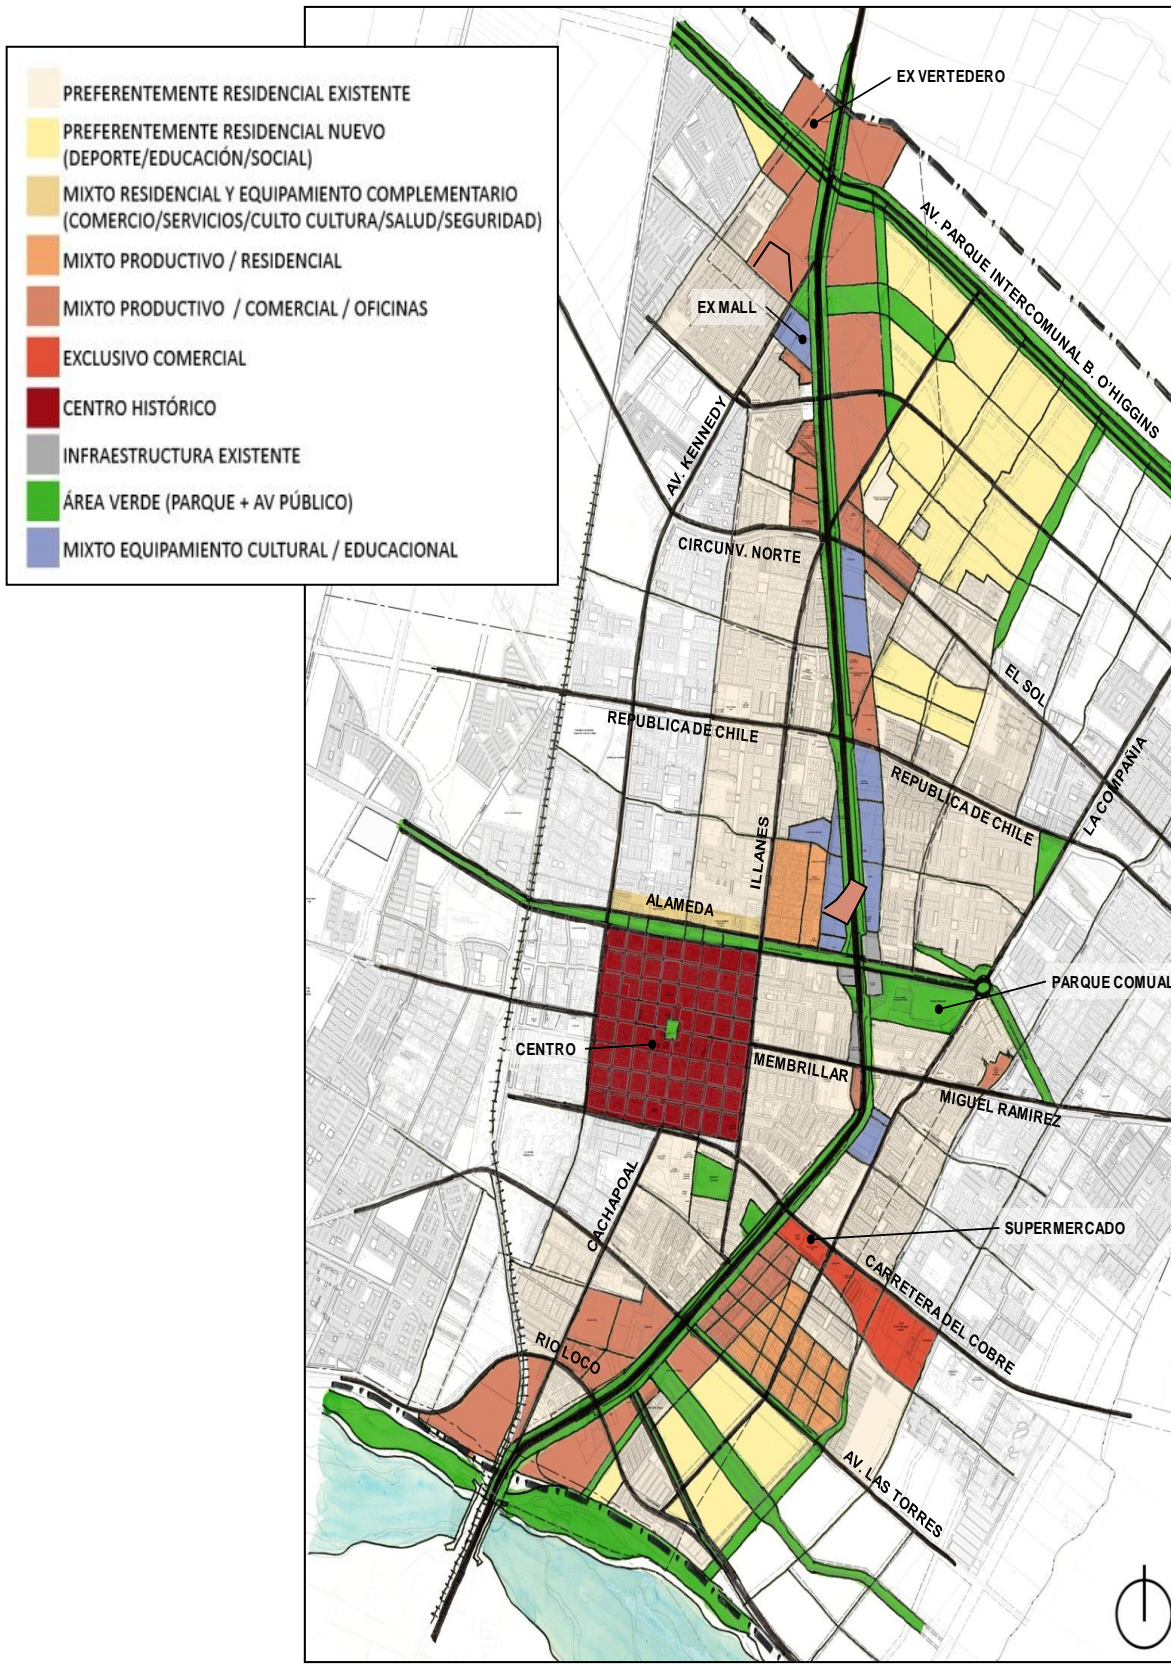 PREFERENTEMENTE RESIDENCIAL EXISTENTE
PREFERENTEMENTE RESIDENCIAL NUEVO
(DEPORTE/EDUCACIÓN/SOCIAL)
MIXTO RESIDENCIAL Y EQUIPAMIENTO COMPLEMENTARIO
(COMERCIO/SERVICIOS/CULTO CULTURA/SALUD/SEGURIDAD)
MIXTO PRODUCTIVO / RESIDENCIAL
MIXTO PRODUCTIVO / COMERCIAL / OFICINAS
EXCLUSIVO COMERCIAL
CENTRO HISTÓRICO
INFRAESTRUCTURA EXISTENTE
ÁREA VERDE (PARQUE + AV PÚBLICO)
MIXTO EQUIPAMIENTO CULTURAL / EDUCACIONAL
EX VERTEDERO
AV. PARQUE INTERCOMUNAL B. O'HIGGINS
EX MALL
AV. KENNEDY
CIRCUNV. NORTE
EL SOL
REPUBLICA DE CHILE
REPUBLICA DE CHILE
LA COMPAÑIA
ILLANES
ALAMEDA
PARQUE COMUAL
CENTRO
MEMBRILLAR
MIGUEL RAMIREZ
CACHAPOAL
SUPERMERCADO
CARRETERA DEL COBRE
RIO LOCO
AV. LAS TORRES